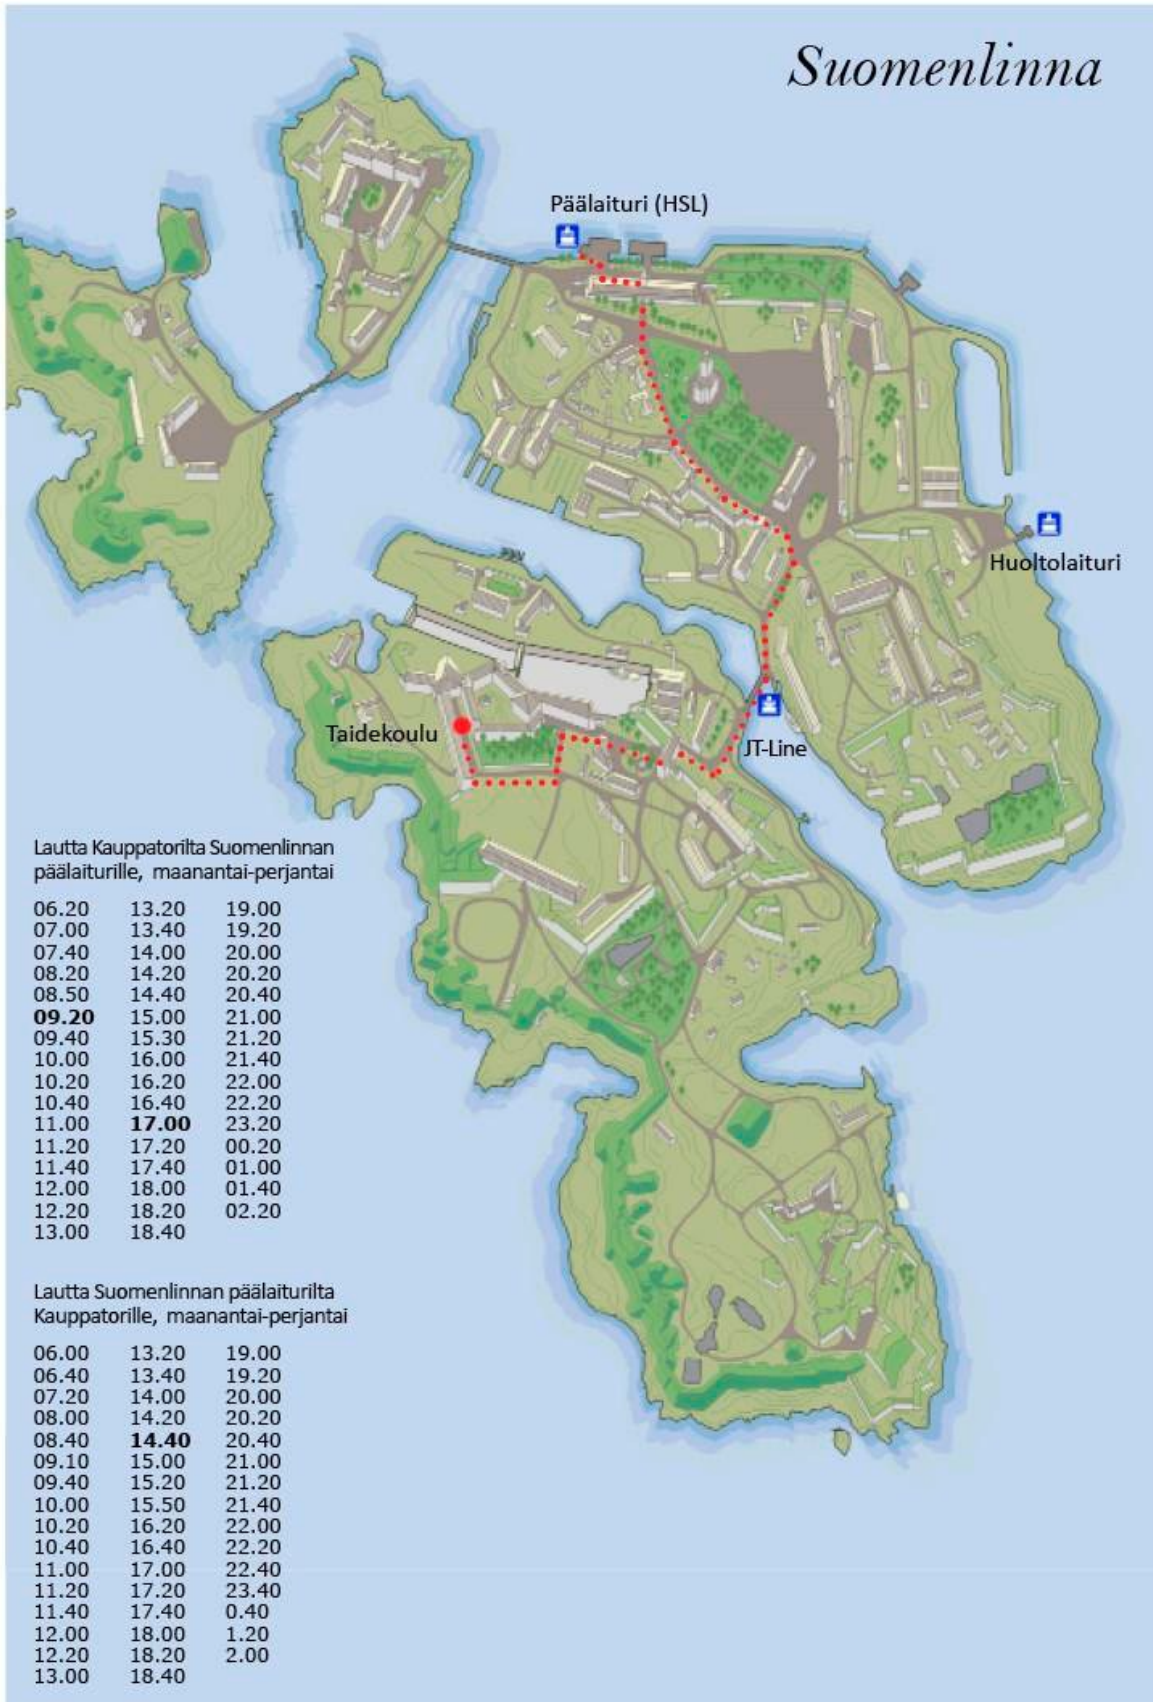 Suomenlinna
Päälaituri (HSL)
Huoltolaituri
Taidekoulu
JT-Line
Lautta Kauppatorilta Suomenlinnan
päälaiturille, maanantai-perjantai
06.20 13.20 19.00
07.00 13.40 19.20
07.40 14.00 20.00
08.20 14.20 20.20
08.50 14.40 20.40
09.20 15.00 21.00
09.40 15.30 21.20
10.00 16.00 21.40
10.20 16.20 22.00
10.40 16.40 22.20
11.00 17.00 23.20
11.20 17.20 00.20
11.40 17.40 01.00
12.00 18.00 01.40
12.20 18.20 02.20
13.00 18.40
Lautta Suomenlinnan päälaiturilta
Kauppatorille, maanantai-perjantai
06.00 13.20 19.00
06.40 13.40 19.20
07.20 14.00 20.00
08.00 14.20 20.20
08.40 14.40 20.40
09.10 15.00 21.00
09.40 15.20 21.20
10.00 15.50 21.40
10.20 16.20 22.00
10.40 16.40 22.20
11.00 17.00 22.40
11.20 17.20 23.40
11.40 17.40 0.40
12.00 18.00 1.20
12.20 18.20 2.00
13.00 18.40